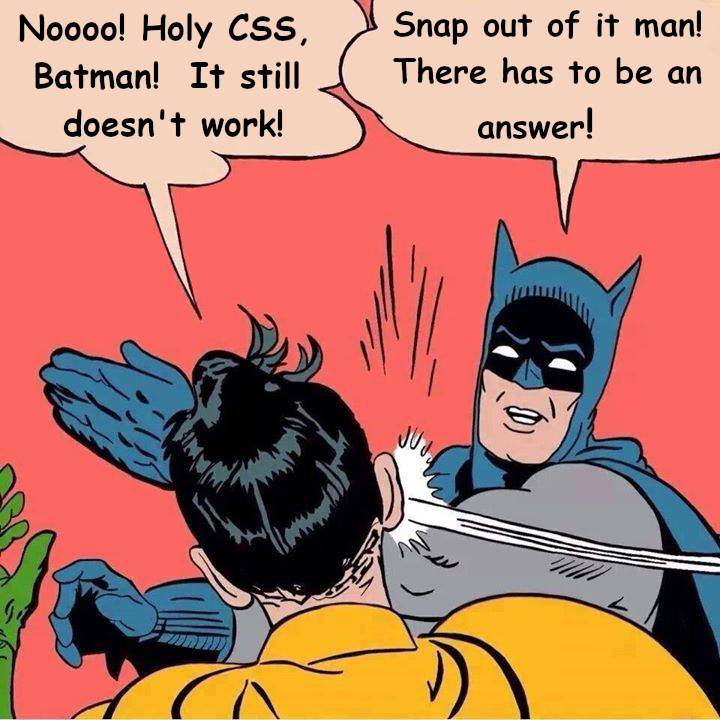 Noooo! Holy CSS,
Batman! It still
doesn't work!
Snap out of it man!
There has to be an
answer!